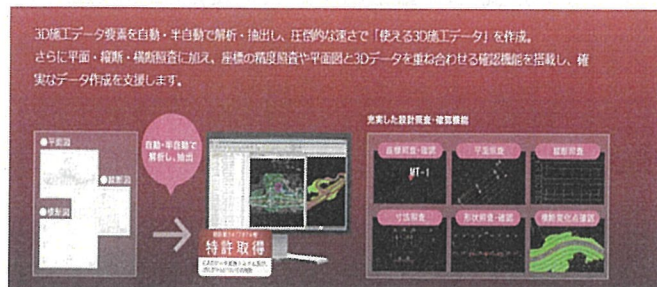 3D施工データ要素を自動・半自動で解析・抽出し、圧倒的な速さで「使える3D施工データ」を作成。
さらに平面・縦断・横断照査に加え、座標の精度照査や平面図と3Dデータを重ね合わせる確認機能を搭載し、確
実なデータ作成を支援します。
充実した設計照査・確認機能
●平面図
●縦断図
●横断図
自動・半自動で
解析し、抽出
特許取得
座標照査・確認
平面照査
縦断照査
MT-1
寸法照査
形状照査・確認
横断変化点確認